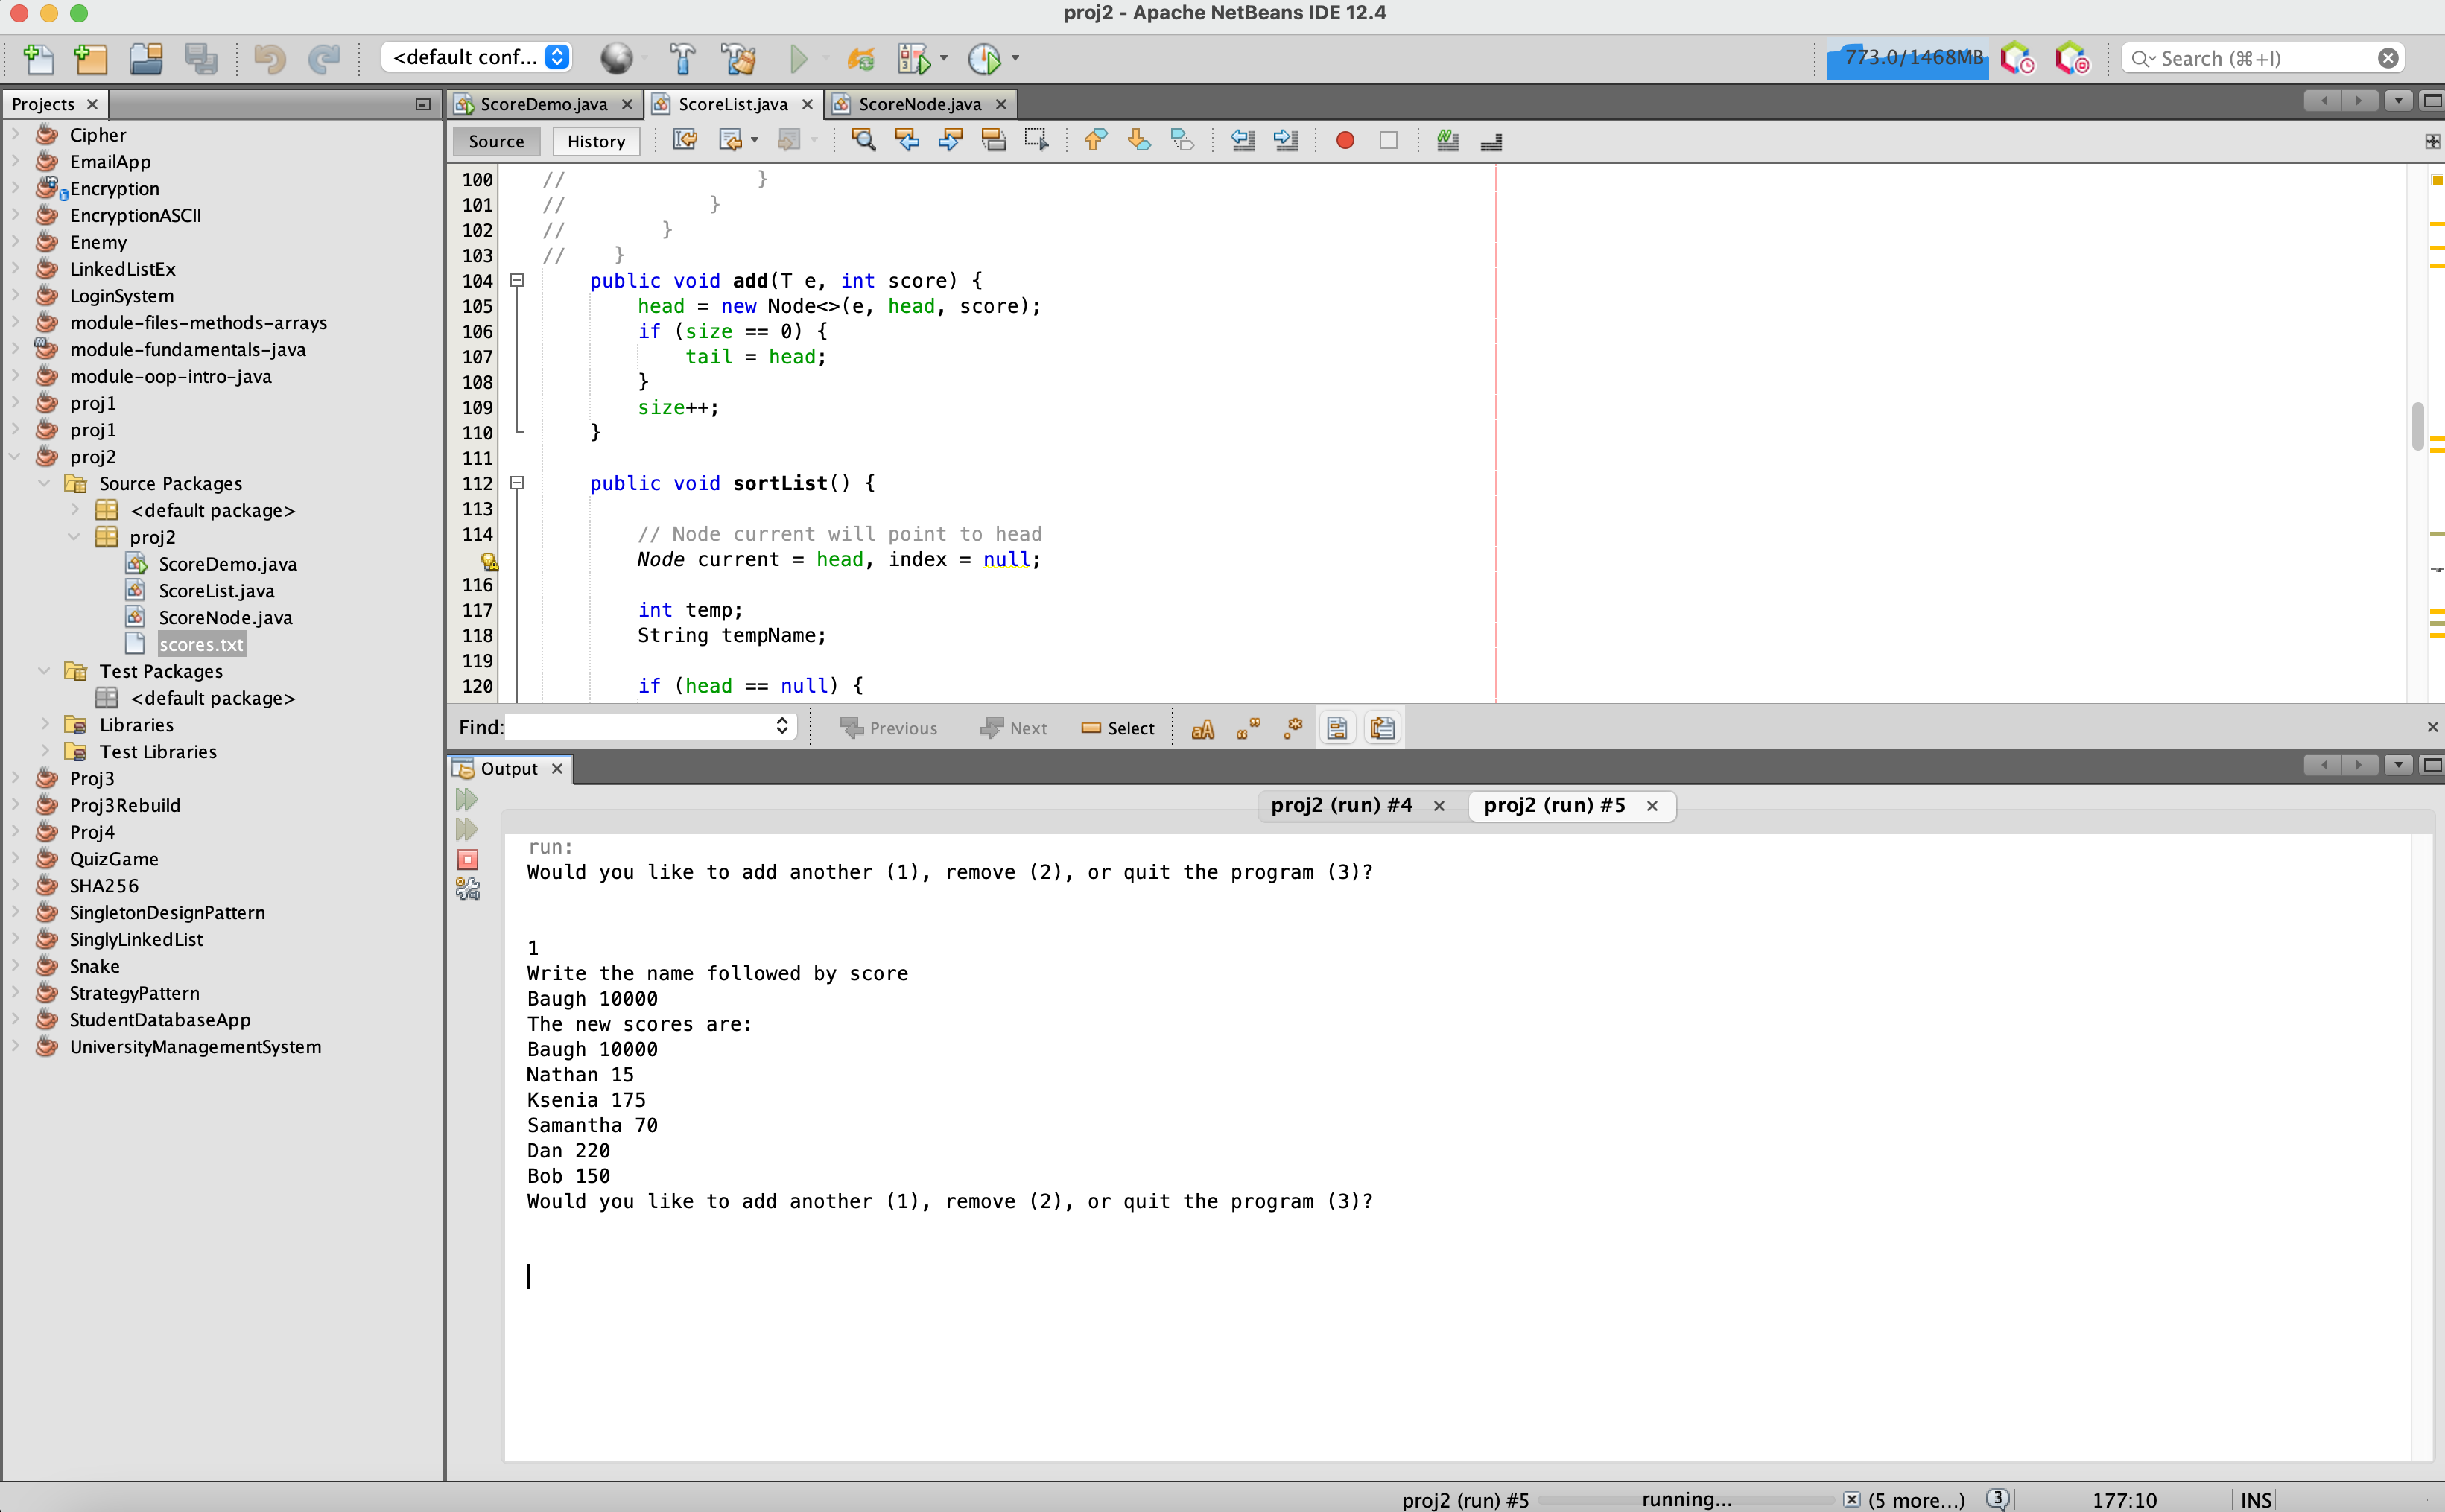 proj2 - Apache NetBeans IDE 12.4
<default conf...
773.0/1468MB
Search (⌘+I)
Projects
ScoreDemo.java
ScoreList.java
ScoreNode.java
Source
History
Cipher
EmailApp
Encryption
EncryptionASCII
Enemy
LinkedListEx
LoginSystem
module-files-methods-arrays
module-fundamentals-java
module-oop-intro-java
proj1
proj1
proj2
Source Packages
<default package>
proj2
ScoreDemo.java
ScoreList.java
ScoreNode.java
scores.txt
Test Packages
<default package>
Libraries
Test Libraries
Proj3
Proj3Rebuild
Proj4
QuizGame
SHA256
SingletonDesignPattern
SinglyLinkedList
Snake
StrategyPattern
StudentDatabaseApp
UniversityManagementSystem
100 // }
101 // }
102 // }
103 // }
104 public void add(T e, int score) {
105 head = new Node<>(e, head, score);
106 if (size == 0) {
107 tail = head;
108 }
109 size++;
110 }
111
112 public void sortList() {
113
114 // Node current will point to head
Node current = head, index = null;
116
117 int temp;
118 String tempName;
119
120 if (head == null) {
Find:
Previous
Next
Select
Output
proj2 (run) #4
proj2 (run) #5
run:
Would you like to add another (1), remove (2), or quit the program (3)?
1
Write the name followed by score
Baugh 10000
The new scores are:
Baugh 10000
Nathan 15
Ksenia 175
Samantha 70
Dan 220
Bob 150
Would you like to add another (1), remove (2), or quit the program (3)?
proj2 (run) #5
running...
(5 more...)
3
177:10
INS